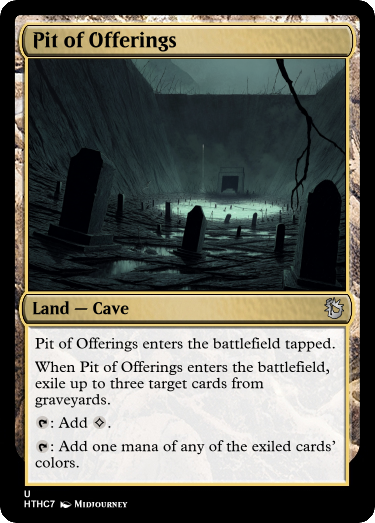 Pit of Offerings
Land — Cave
Pit of Offerings enters the battlefield tapped.
When Pit of Offerings enters the battlefield,
exile up to three target cards from
graveyards.
: Add .
: Add one mana of any of the exiled cards’
colors.
U
HTHC7 Midjourney